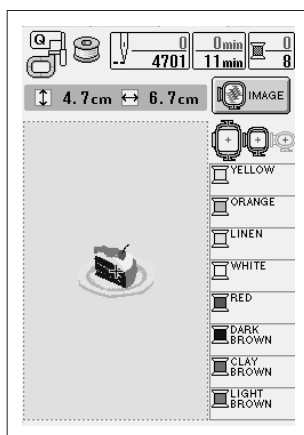 Q
0
4701
0min
11min
0
8
4.7cm
6.7cm
IMAGE
YELLOW
ORANGE
LINEN
WHITE
RED
DARK
BROWN
CLAY
BROWN
LIGHT
BROWN